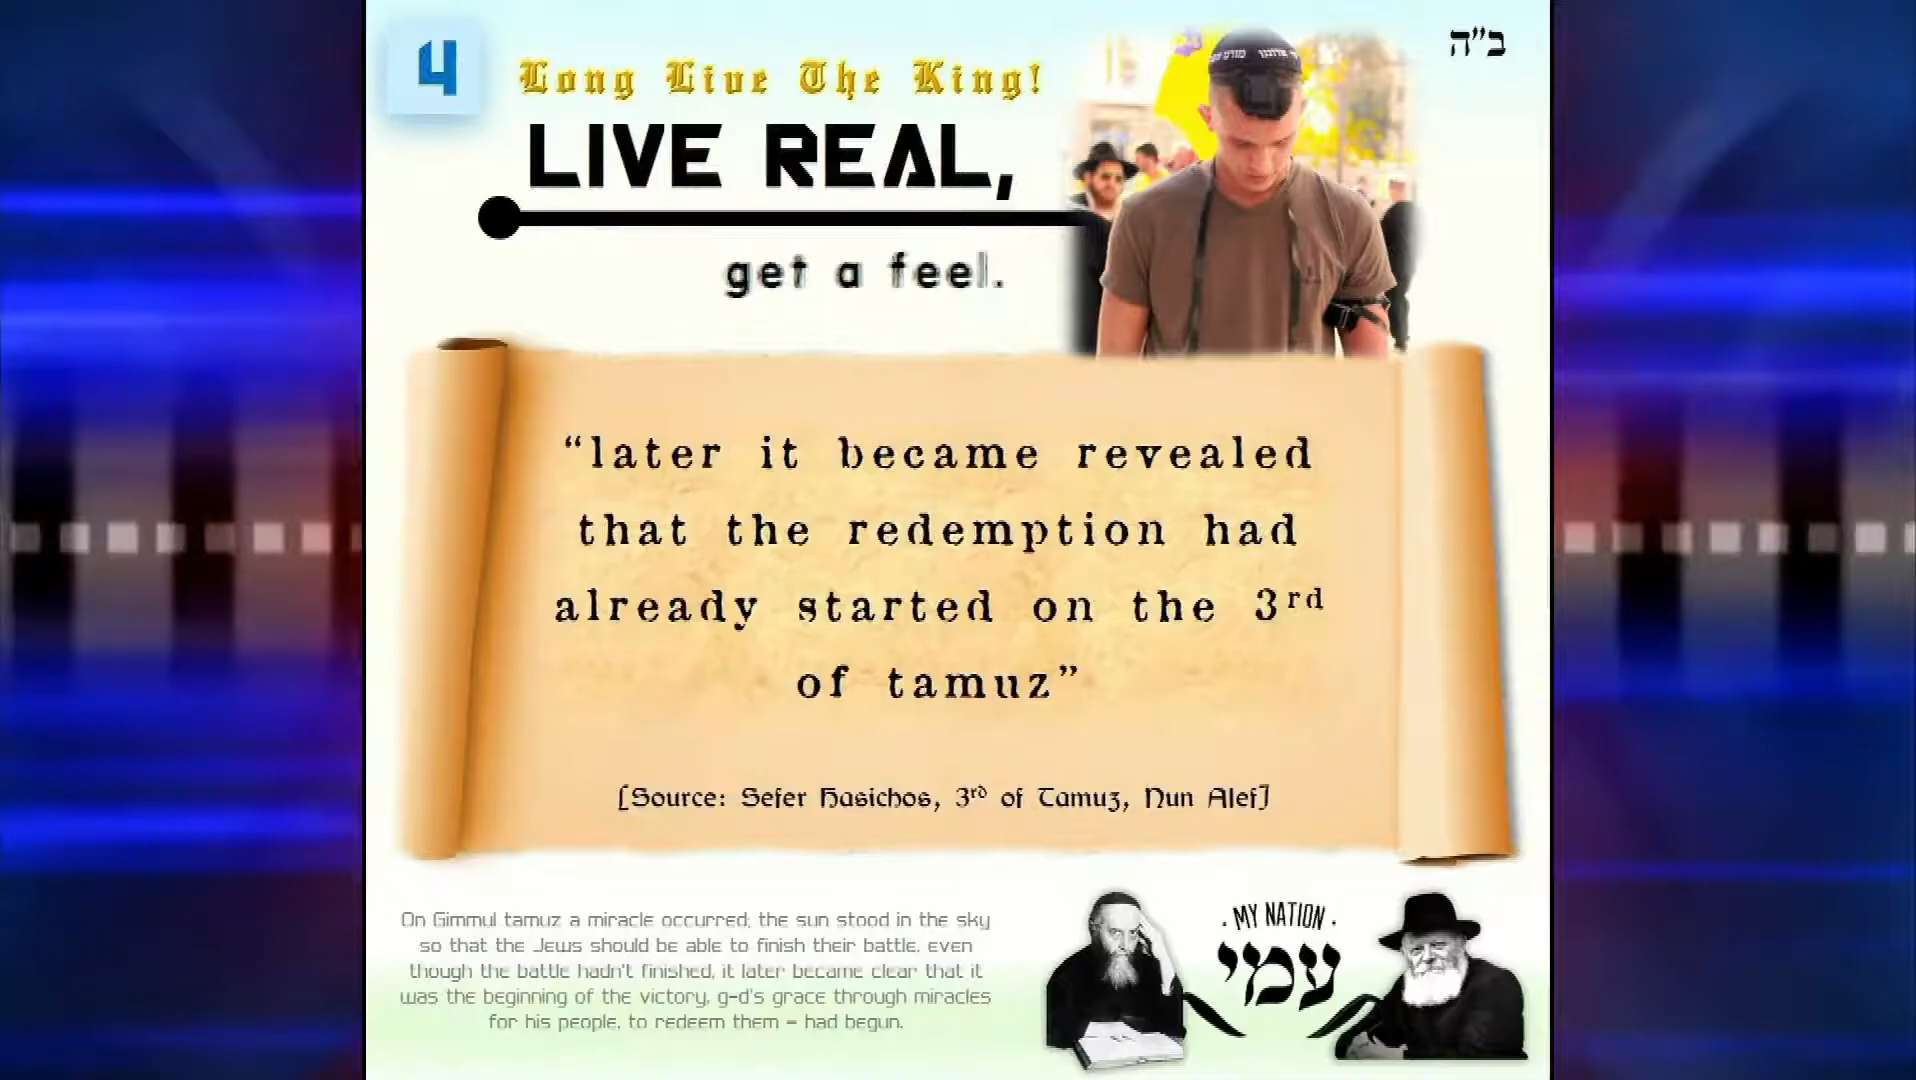 4
Long Live The King!
ב"ה
LIVE REAL,
get a feel.
“later it became revealed
that the redemption had
already started on the 3rd
of tamuz”
[Source: Sefer Hasichos, 3rd of Tamuz, Nun Alef]
On Gimmul tamuz a miracle occurred; the sun stood in the sky
so that the Jews should be able to finish their battle. even
though the battle hadn't finished, it later became clear that it
was the beginning of the victory, g-d's grace through miracles
for his people, to redeem them - had begun.
. MY NATION .
עמי